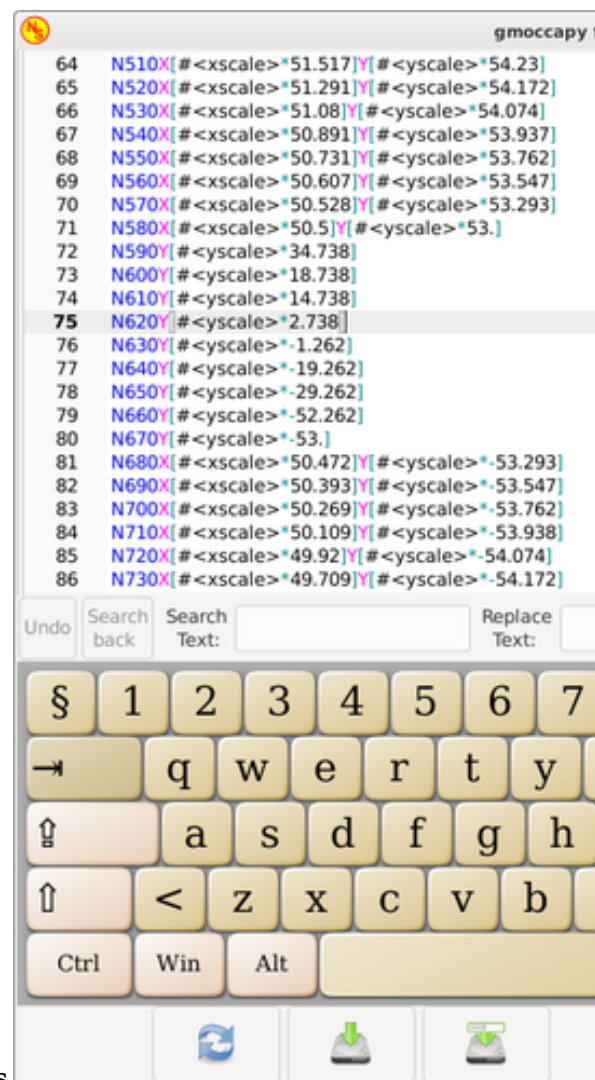 gmoccapy
64 N510X[#<xscale>*51.517]Y[#<yscale>*54.23]
65 N520X[#<xscale>*51.291]Y[#<yscale>*54.172]
66 N530X[#<xscale>*51.08]Y[#<yscale>*54.074]
67 N540X[#<xscale>*50.891]Y[#<yscale>*53.937]
68 N550X[#<xscale>*50.731]Y[#<yscale>*53.762]
69 N560X[#<xscale>*50.607]Y[#<yscale>*53.547]
70 N570X[#<xscale>*50.528]Y[#<yscale>*53.293]
71 N580X[#<xscale>*50.5]Y[#<yscale>*53.]
72 N590Y[#<yscale>*34.738]
73 N600Y[#<yscale>*18.738]
74 N610Y[#<yscale>*14.738]
75 N620Y[#<yscale>*2.738]
76 N630Y[#<yscale>*-1.262]
77 N640Y[#<yscale>*-19.262]
78 N650Y[#<yscale>*-29.262]
79 N660Y[#<yscale>*-52.262]
80 N670Y[#<yscale>*-53.]
81 N680X[#<xscale>*50.472]Y[#<yscale>*-53.293]
82 N690X[#<xscale>*50.393]Y[#<yscale>*-53.547]
83 N700X[#<xscale>*50.269]Y[#<yscale>*-53.762]
84 N710X[#<xscale>*50.109]Y[#<yscale>*-53.938]
85 N720X[#<xscale>*49.92]Y[#<yscale>*-54.074]
86 N730X[#<xscale>*49.709]Y[#<yscale>*-54.172]
Undo Search back Search Text: Replace Text:
§ 1 2 3 4 5 6 7
q w e r t y
a s d f g h
< z x c v b
Ctrl Win Alt